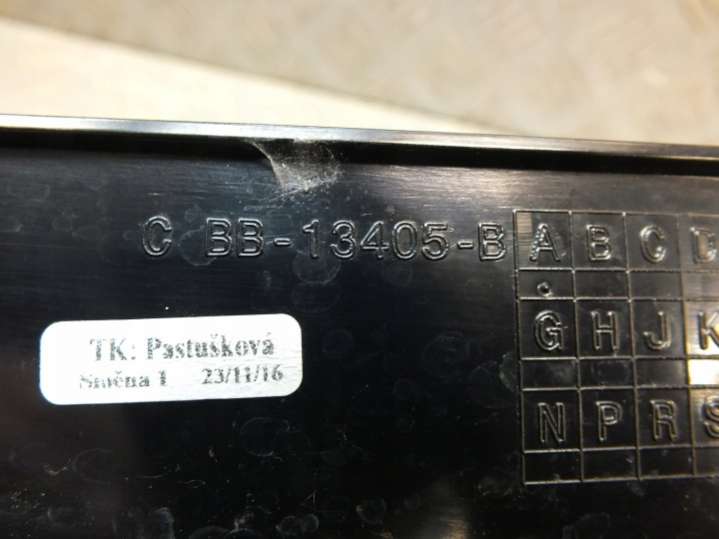 C BB-13405-B
A B C D
G H J K
N P R S
TK: Pastušková
Směna 1 23/11/16